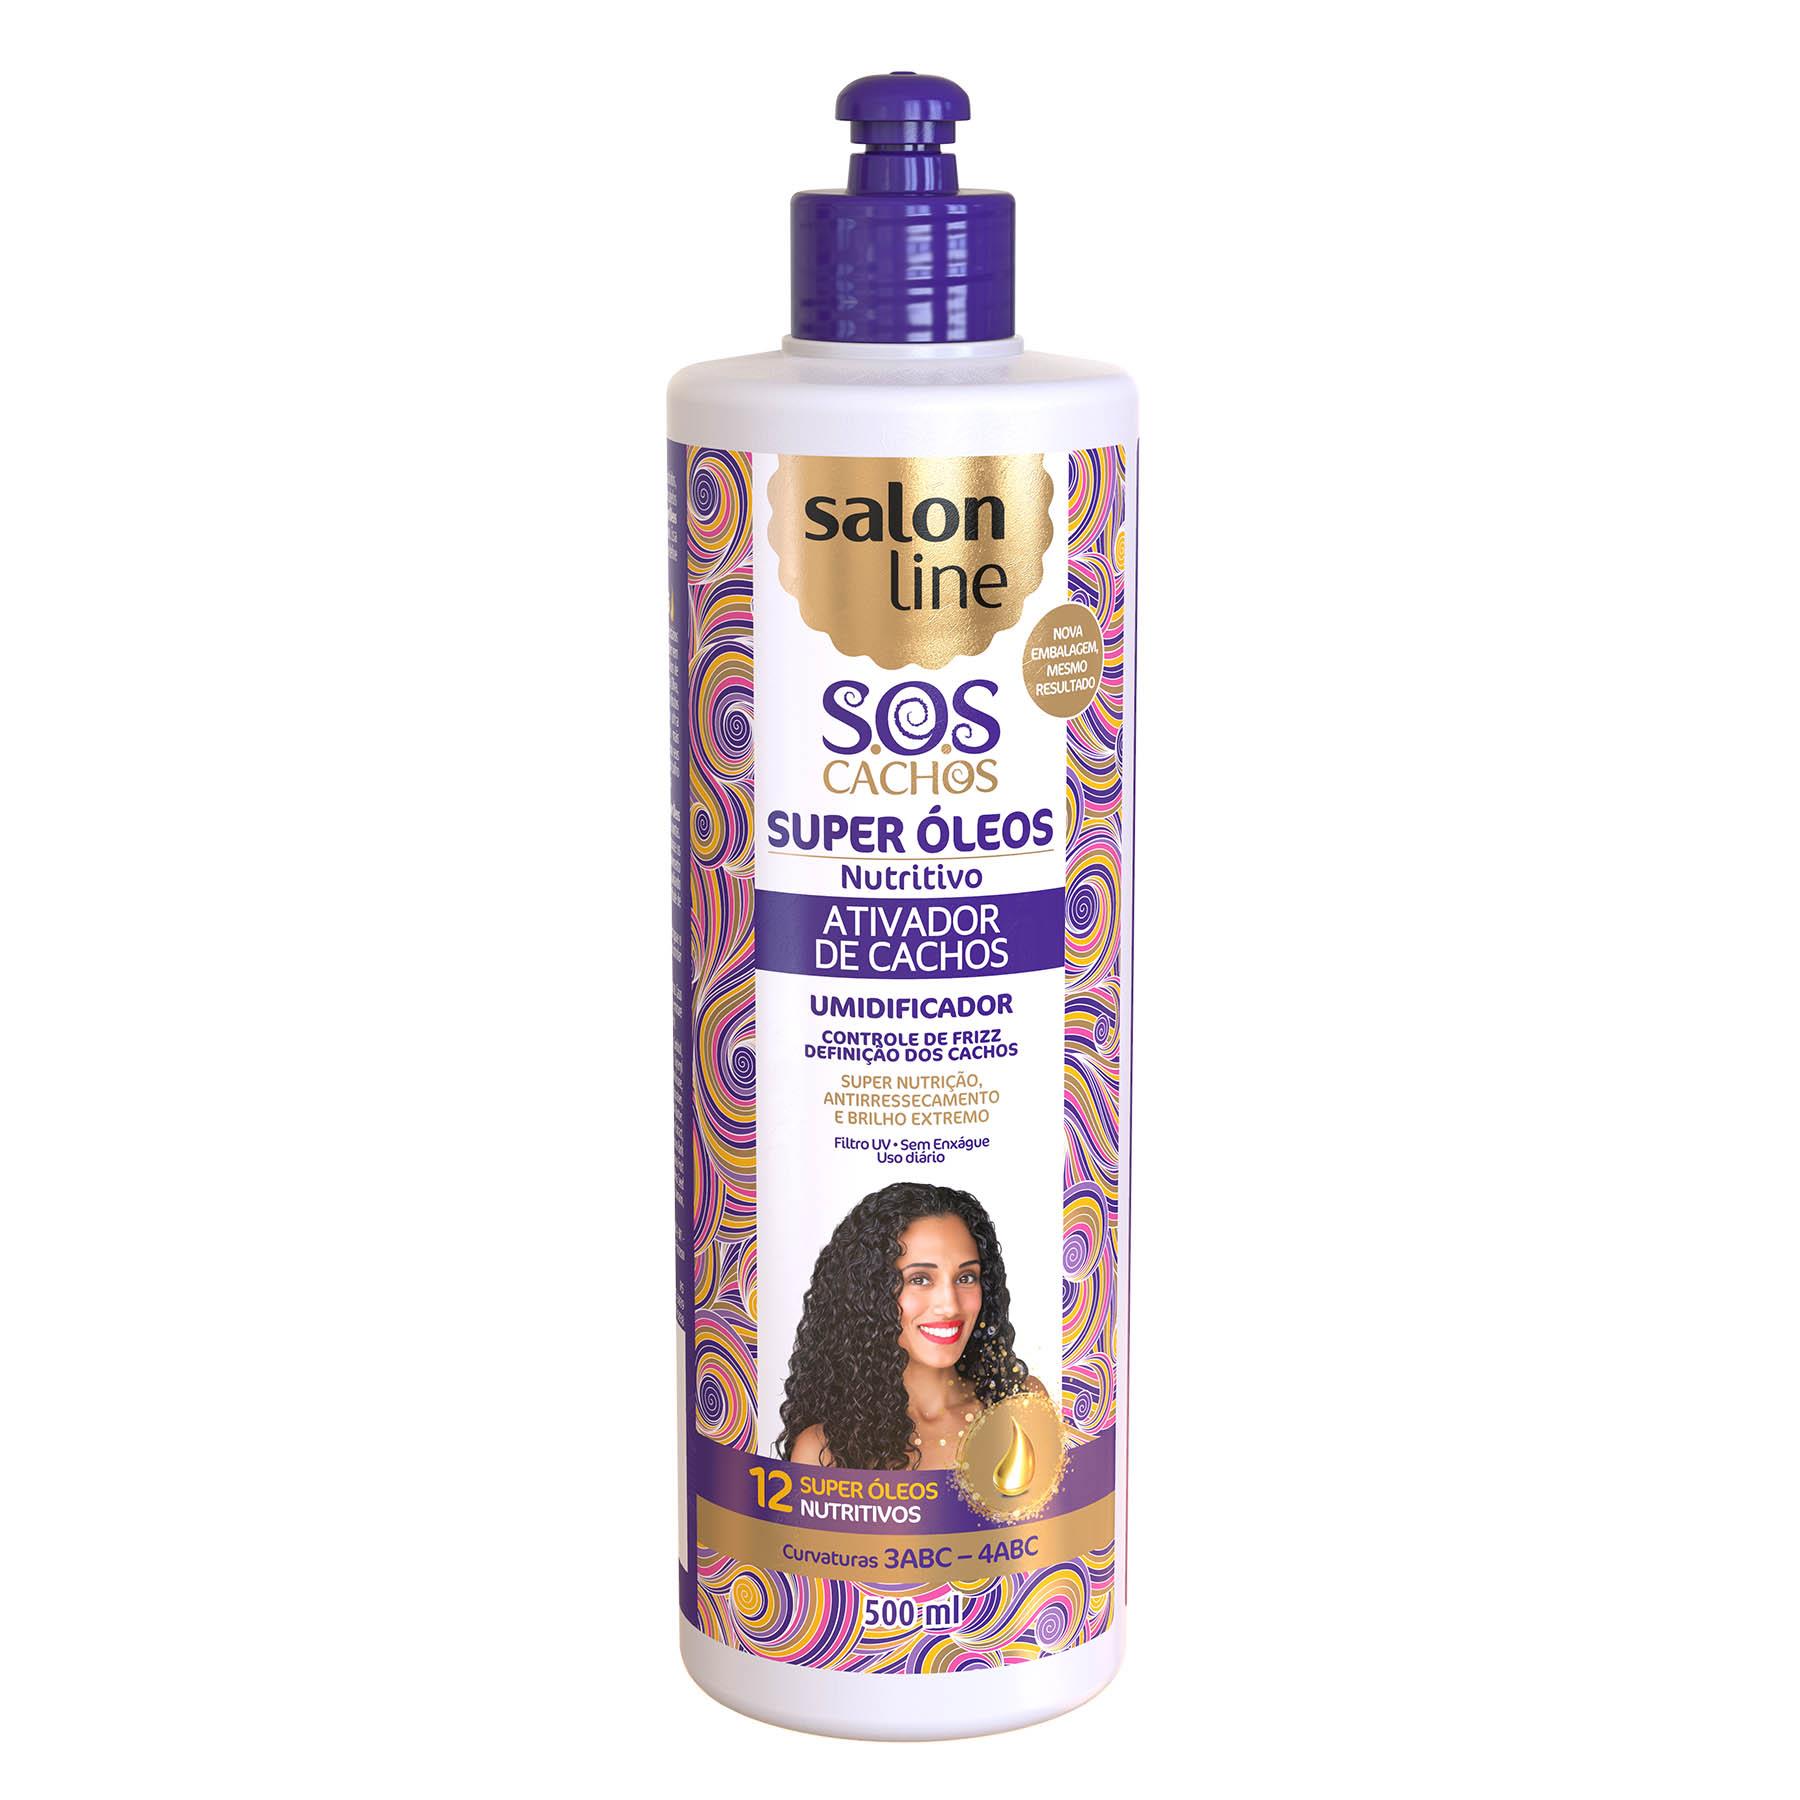 salon
line
NOVA
EMBALAGEM,
MESMO
RESULTADO
S.O.S
CACHOS
SUPER ÓLEOS
Nutritivo
ATIVADOR
DE CACHOS
UMIDIFICADOR
CONTROLE DE FRIZZ
DEFINIÇÃO DOS CACHOS
SUPER NUTRIÇÃO,
ANTIRRESSECAMENTO
E BRILHO EXTREMO
Filtro UV • Sem Enxágue
Uso diário
12 SUPER ÓLEOS
NUTRITIVOS
Curvaturas 3ABC – 4ABC
500 ml